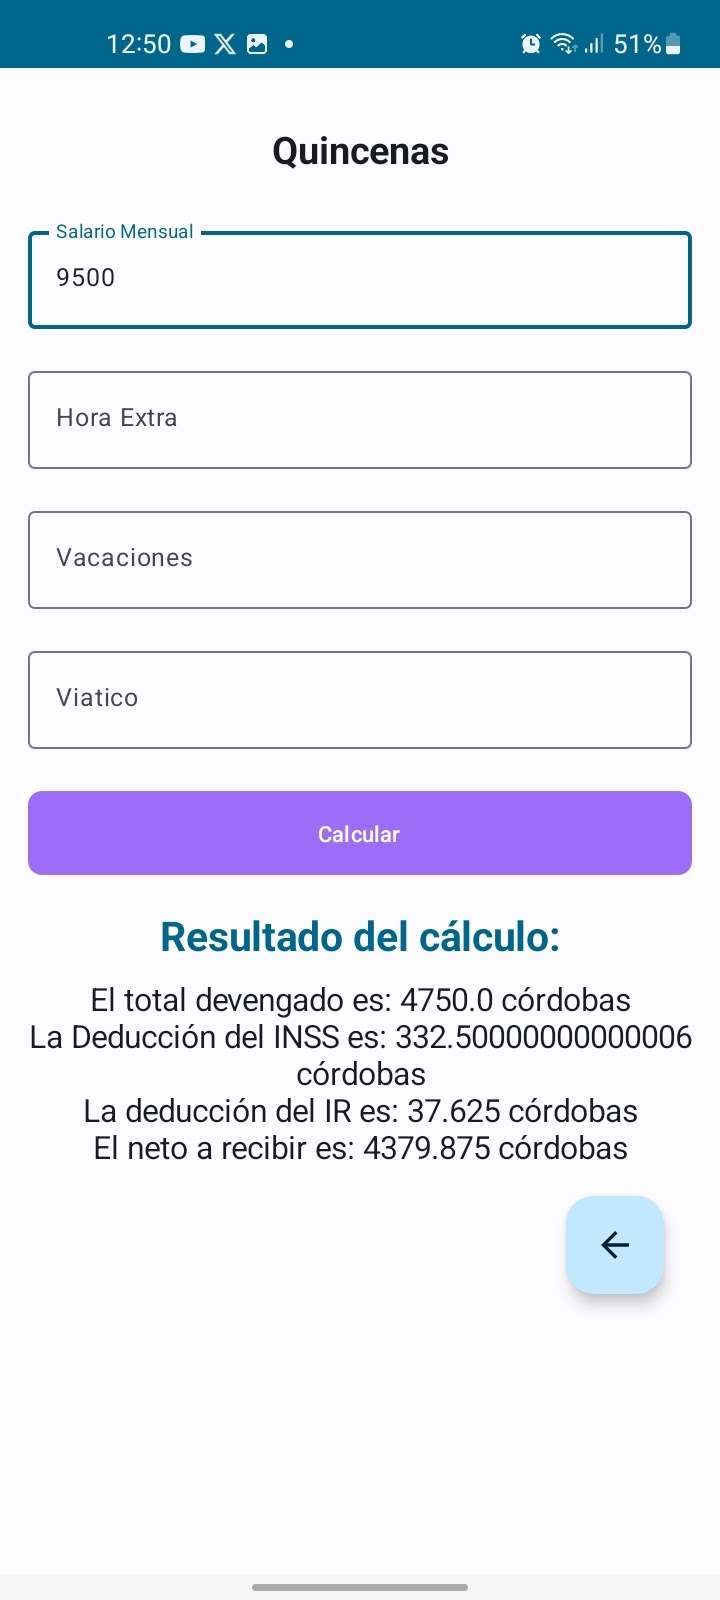 12:50
51%
Quincenas
Salario Mensual
9500
Hora Extra
Vacaciones
Viatico
Calcular
Resultado del cálculo:
El total devengado es: 4750.0 córdobas
La Deducción del INSS es: 332.50000000000006
córdobas
La deducción del IR es: 37.625 córdobas
El neto a recibir es: 4379.875 córdobas